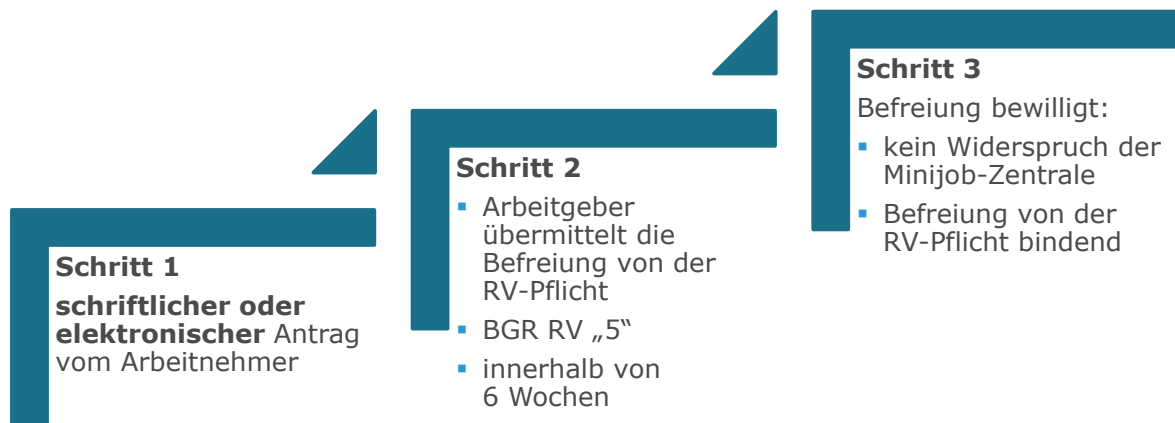 Schritt 1
schriftlicher oder
elektronischer Antrag
vom Arbeitnehmer
Schritt 2
▪ Arbeitgeber
übermittelt die
Befreiung von der
RV-Pflicht
▪ BGR RV „5“
▪ innerhalb von
6 Wochen
Schritt 3
Befreiung bewilligt:
▪ kein Widerspruch der
Minijob-Zentrale
▪ Befreiung von der
RV-Pflicht bindend